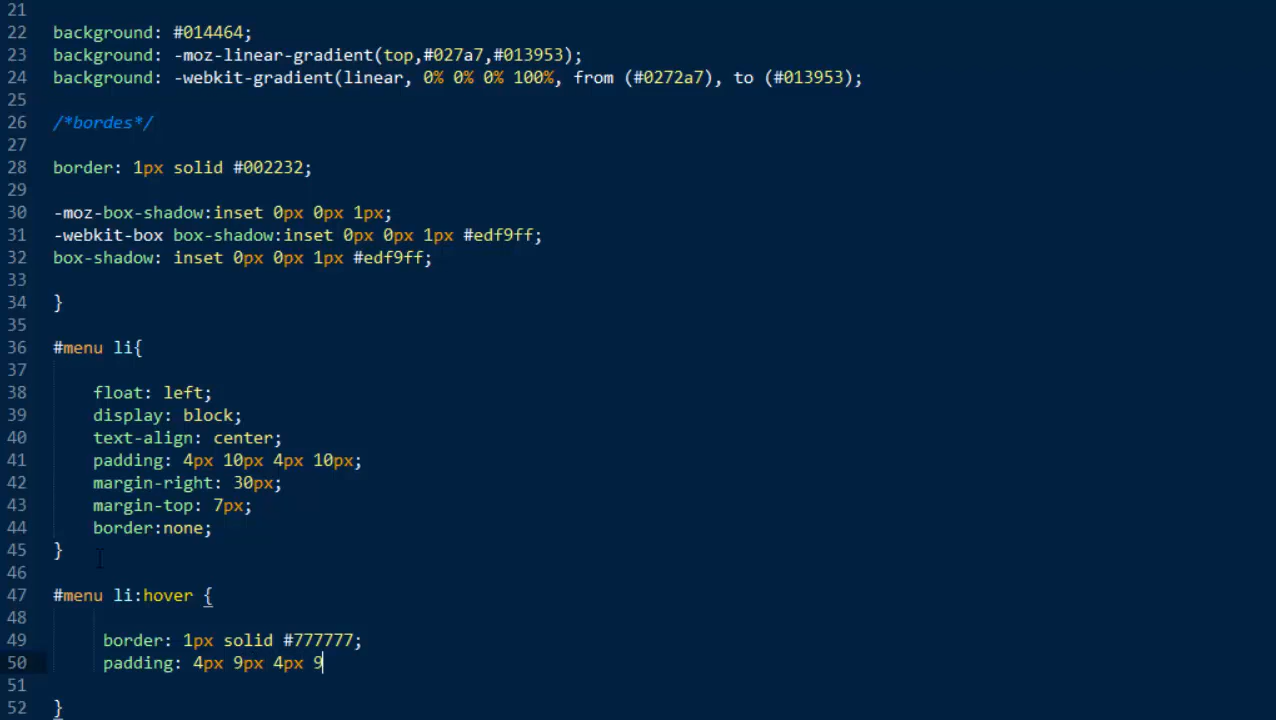 21
22 background: #014464;
23 background: -moz-linear-gradient(top,#027a7,#013953);
24 background: -webkit-gradient(linear, 0% 0% 0% 100%, from (#0272a7), to (#013953);
25
26 /*bordes*/
27
28 border: 1px solid #002232;
29
30 -moz-box-shadow:inset 0px 0px 1px;
31 -webkit-box box-shadow:inset 0px 0px 1px #edf9ff;
32 box-shadow: inset 0px 0px 1px #edf9ff;
33
34 }
35
36 #menu li{
37
38 float: left;
39 display: block;
40 text-align: center;
41 padding: 4px 10px 4px 10px;
42 margin-right: 30px;
43 margin-top: 7px;
44 border:none;
45 }
46
47 #menu li:hover {
48
49 border: 1px solid #777777;
50 padding: 4px 9px 4px 9
51
52 }